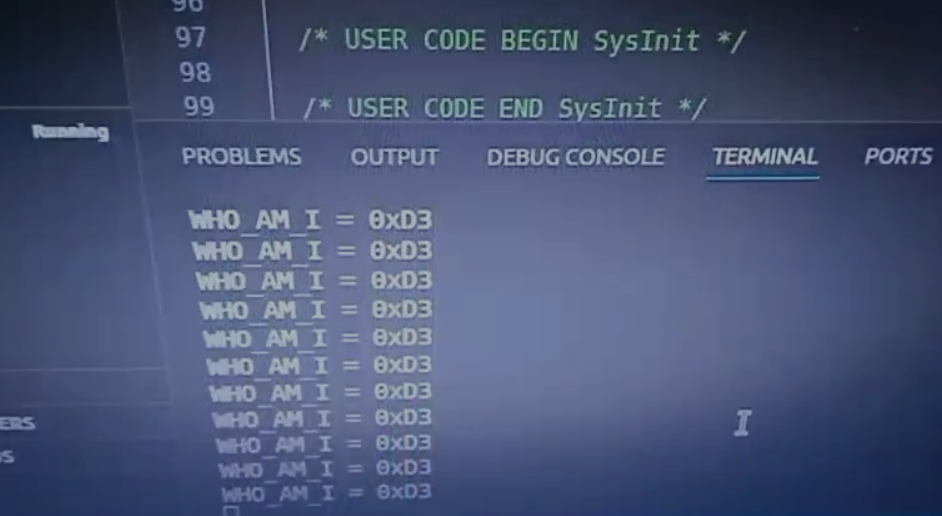 96
97 /* USER CODE BEGIN SysInit */
98
99 /* USER CODE END SysInit */
Running
PROBLEMS OUTPUT DEBUG CONSOLE TERMINAL PORTS
WHO_AM_I = 0xD3
WHO_AM_I = 0xD3
WHO_AM_I = 0xD3
WHO_AM_I = 0xD3
WHO_AM_I = 0xD3
WHO_AM_I = 0xD3
WHO_AM_I = 0xD3
WHO_AM_I = 0xD3
WHO_AM_I = 0xD3
WHO_AM_I = 0xD3
WHO_AM_I = 0xD3
ERS